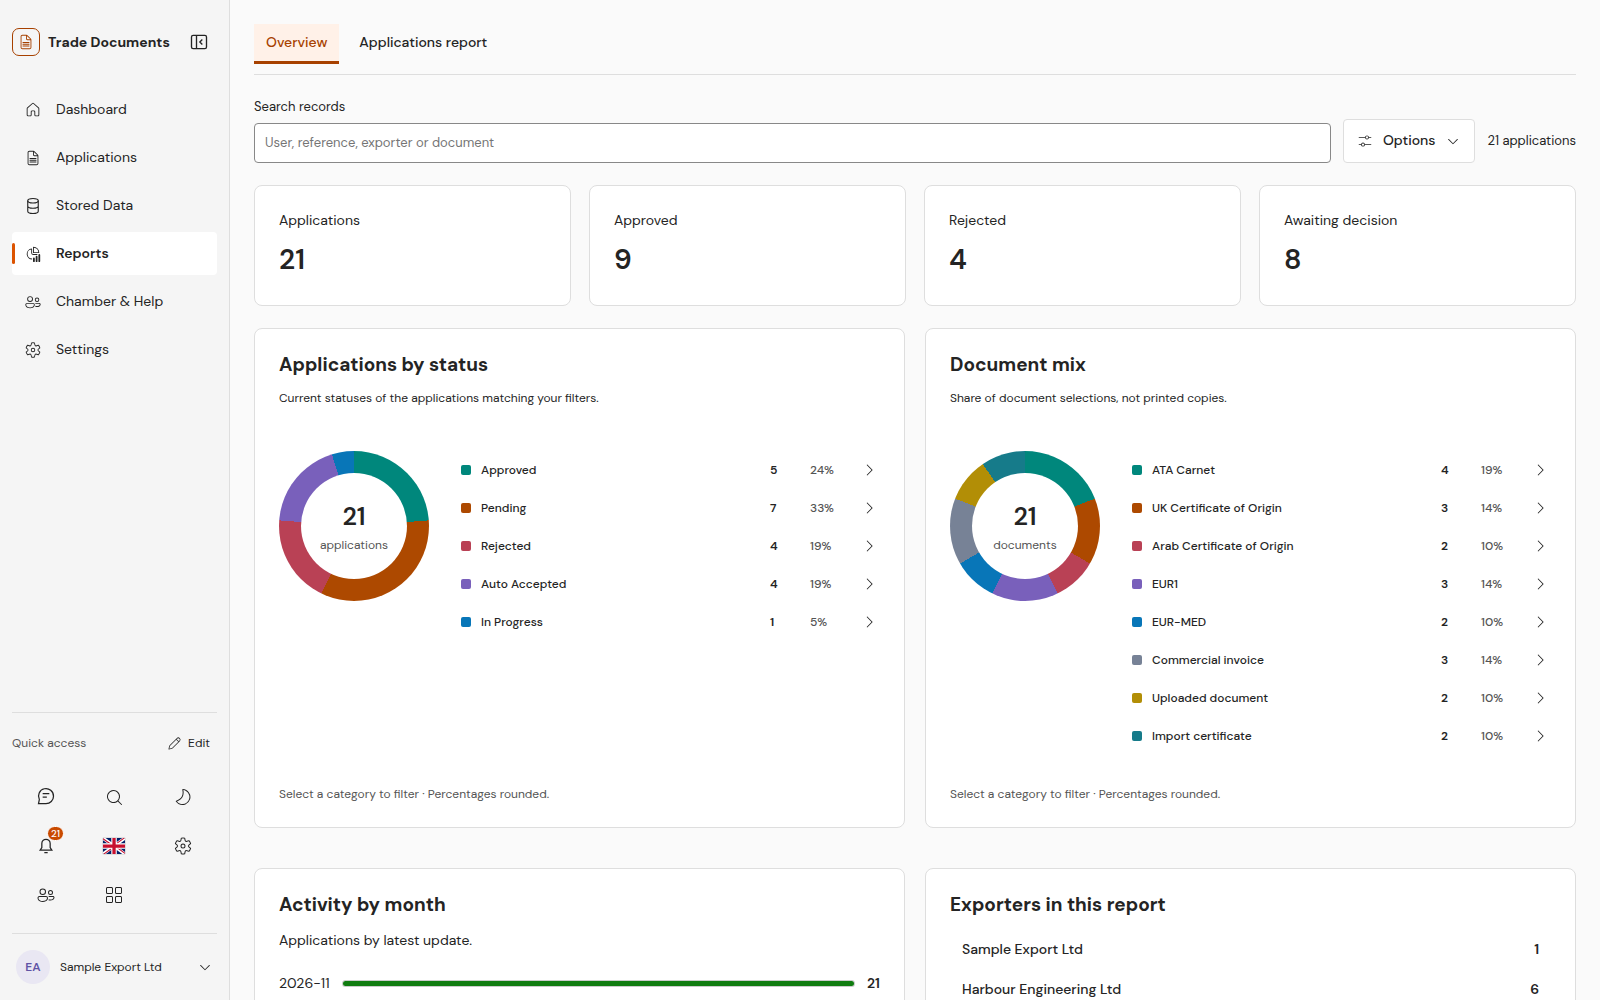 Trade Documents
Dashboard
Applications
Stored Data
Reports
Chamber & Help
Settings
Quick access
Edit
21
EA
Sample Export Ltd
Overview
Applications report
Search records
User, reference, exporter or document
Options
21 applications
Applications
21
Approved
9
Rejected
4
Awaiting decision
8
Applications by status
Current statuses of the applications matching your filters.
21
applications
Approved 5 24%
Pending 7 33%
Rejected 4 19%
Auto Accepted 4 19%
In Progress 1 5%
Select a category to filter · Percentages rounded.
Document mix
Share of document selections, not printed copies.
21
documents
ATA Carnet 4 19%
UK Certificate of Origin 3 14%
Arab Certificate of Origin 2 10%
EUR1 3 14%
EUR-MED 2 10%
Commercial invoice 3 14%
Uploaded document 2 10%
Import certificate 2 10%
Select a category to filter · Percentages rounded.
Activity by month
Applications by latest update.
2026-11 21
Exporters in this report
Sample Export Ltd 1
Harbour Engineering Ltd 6